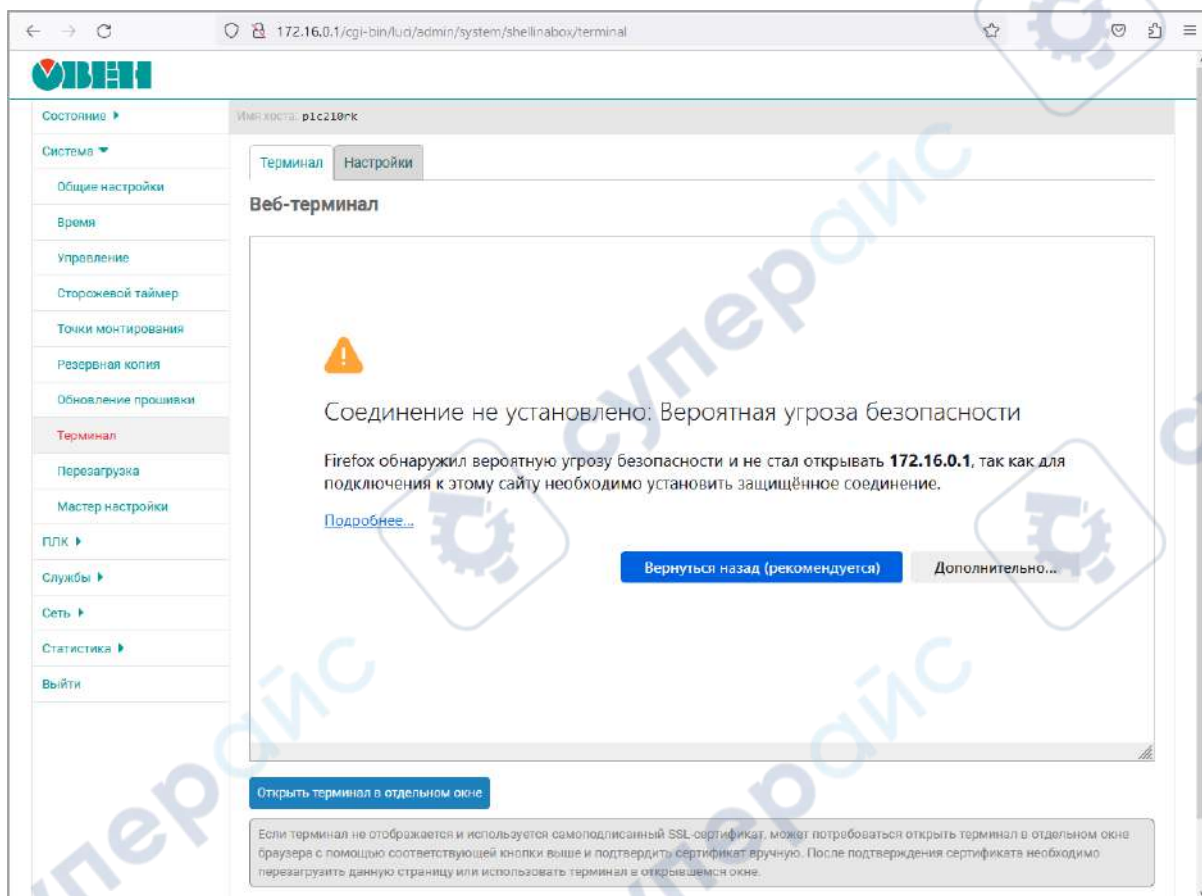 172.16.0.1/cgi-bin/luci/admin/system/shellinabox/terminal
ОВЕН
Состояние
Имя хоста: plc210rk
Система
Терминал
Настройки
Общие настройки
Веб-терминал
Время
Управление
Сторожевой таймер
Точки монтирования
Резервная копия
Обновление прошивки
Терминал
Перезагрузка
Мастер настройки
ПЛК
Службы
Сеть
Статистика
Выйти
Соединение не установлено: Вероятная угроза безопасности
Firefox обнаружил вероятную угрозу безопасности и не стал открывать 172.16.0.1, так как для
подключения к этому сайту необходимо установить защищённое соединение.
Подробнее...
Вернуться назад (рекомендуется)
Дополнительно...
Открыть терминал в отдельном окне
Если терминал не отображается и используется самоподписанный SSL-сертификат, может потребоваться открыть терминал в отдельном окне
браузера с помощью соответствующей кнопки выше и подтвердить сертификат вручную. После подтверждения сертификата необходимо
перезагрузить данную страницу или использовать терминал в открывшемся окне.
суперайс
суперайс
суперайс